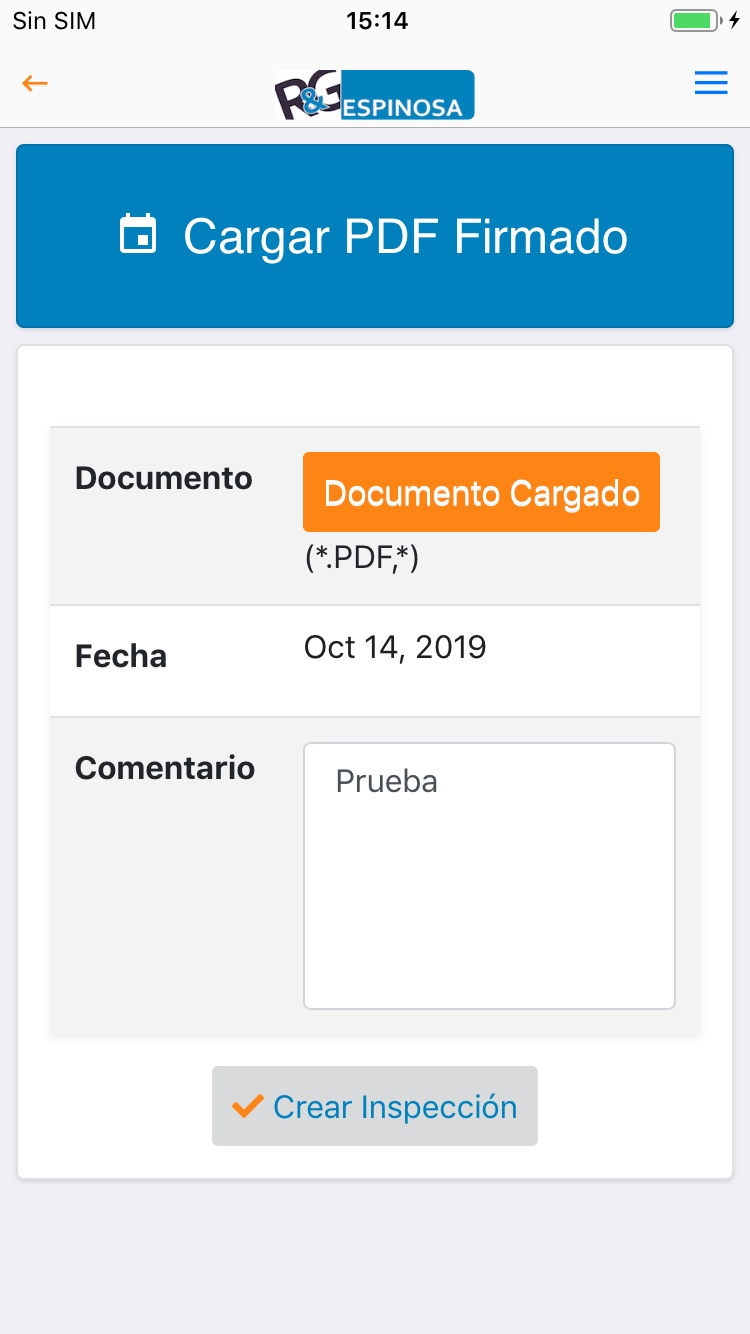 Sin SIM 15:14
R&G ESPINOSA
Cargar PDF Firmado
Documento Documento Cargado
(*.PDF,*)
Fecha Oct 14, 2019
Comentario Prueba
Crear Inspección